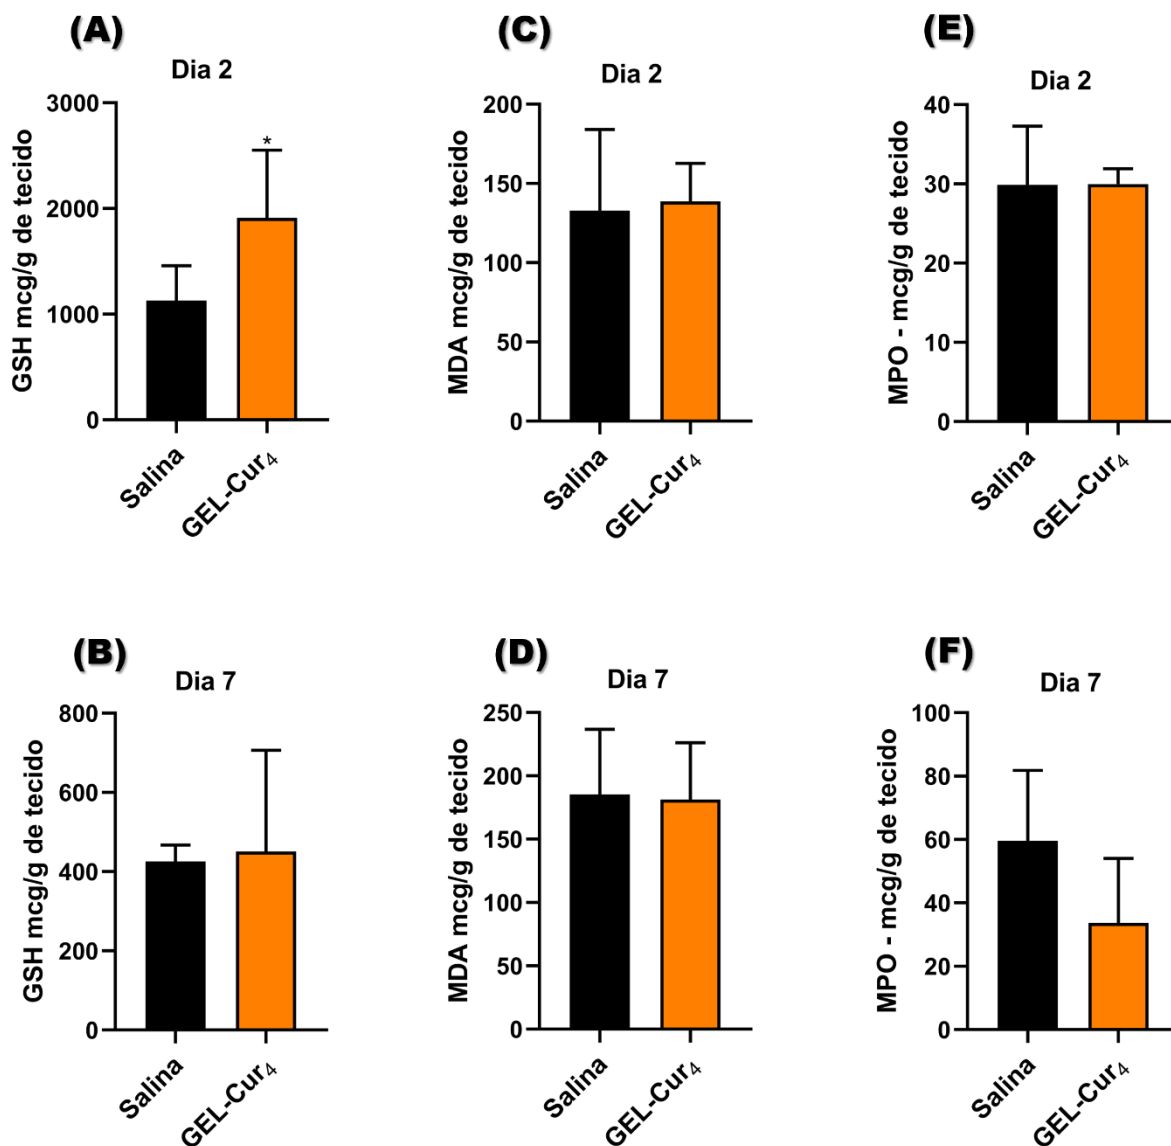 (A)
Dia 2
GSH mcg/g de tecido
3000
2000
1000
0
*
Salina
GEL-Cur₄
(C)
Dia 2
MDA mcg/g de tecido
200
150
100
50
0
Salina
GEL-Cur₄
(E)
Dia 2
MPO - mcg/g de tecido
40
30
20
10
0
Salina
GEL-Cur₄
(B)
Dia 7
GSH mcg/g de tecido
800
600
400
200
0
Salina
GEL-Cur₄
(D)
Dia 7
MDA mcg/g de tecido
250
200
150
100
50
0
Salina
GEL-Cur₄
(F)
Dia 7
MPO - mcg/g de tecido
100
80
60
40
20
0
Salina
GEL-Cur₄